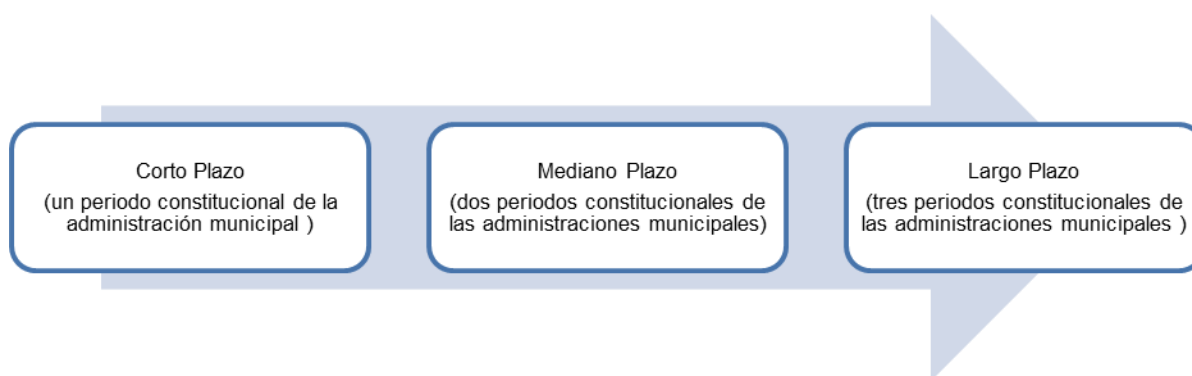 Corto Plazo
(un periodo constitucional de la
administración municipal )
Mediano Plazo
(dos periodos constitucionales de
las administraciones municipales)
Largo Plazo
(tres periodos constitucionales de
las administraciones municipales )